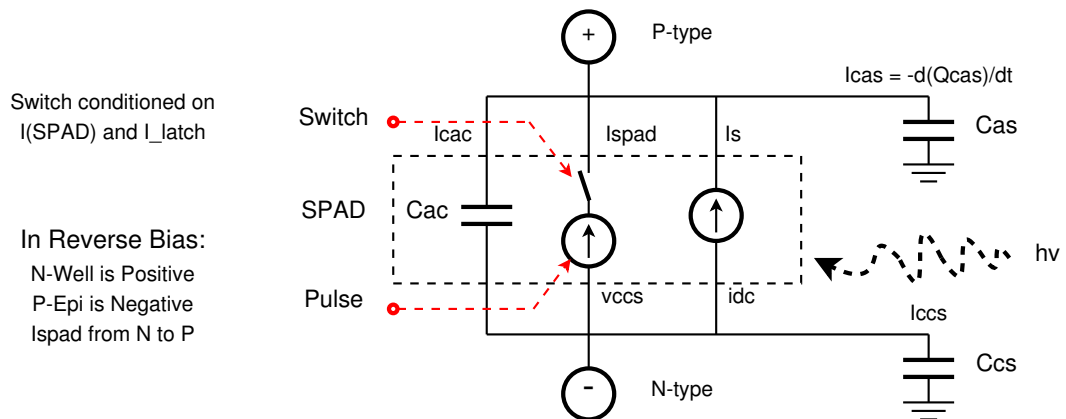 +
P-type
Icas = -d(Qcas)/dt
Switch conditioned on
I(SPAD) and I_latch
Switch
Icac
Ispad
Is
Cas
SPAD
Cac
In Reverse Bias:
N-Well is Positive
P-Epi is Negative
Ispad from N to P
hv
Pulse
vccs
idc
Iccs
Ccs
-
N-type